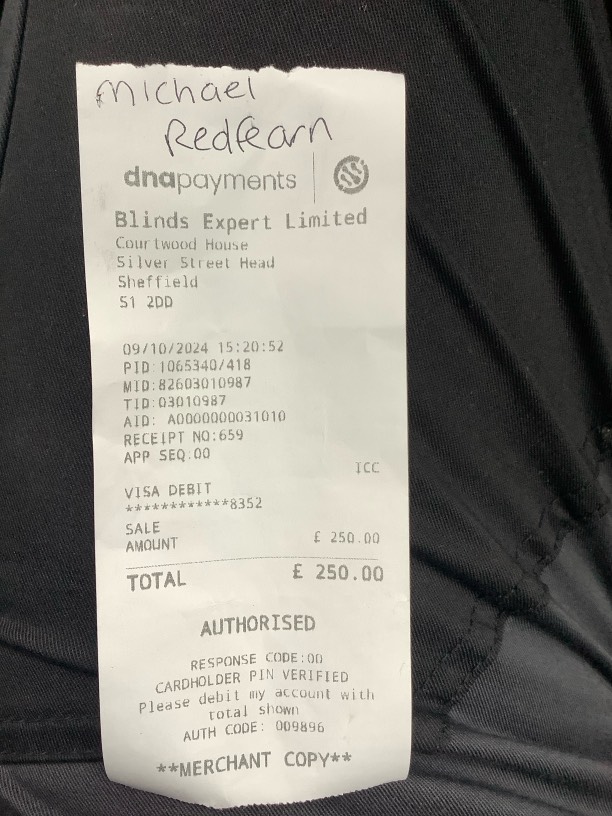 Michael
Redfearn
dnapayments
Blinds Expert Limited
Courtwood House
Silver Street Head
Sheffield
S1 2DD
09/10/2024 15:20:52
PID:1065340/418
MID:82603010987
TID:03010987
AID: A0000000031010
RECEIPT NO:659
APP SEQ:00
ICC
VISA DEBIT
************8352
SALE
AMOUNT £ 250.00
TOTAL £ 250.00
AUTHORISED
RESPONSE CODE:00
CARDHOLDER PIN VERIFIED
Please debit my account with
total shown
AUTH CODE: 009896
**MERCHANT COPY**